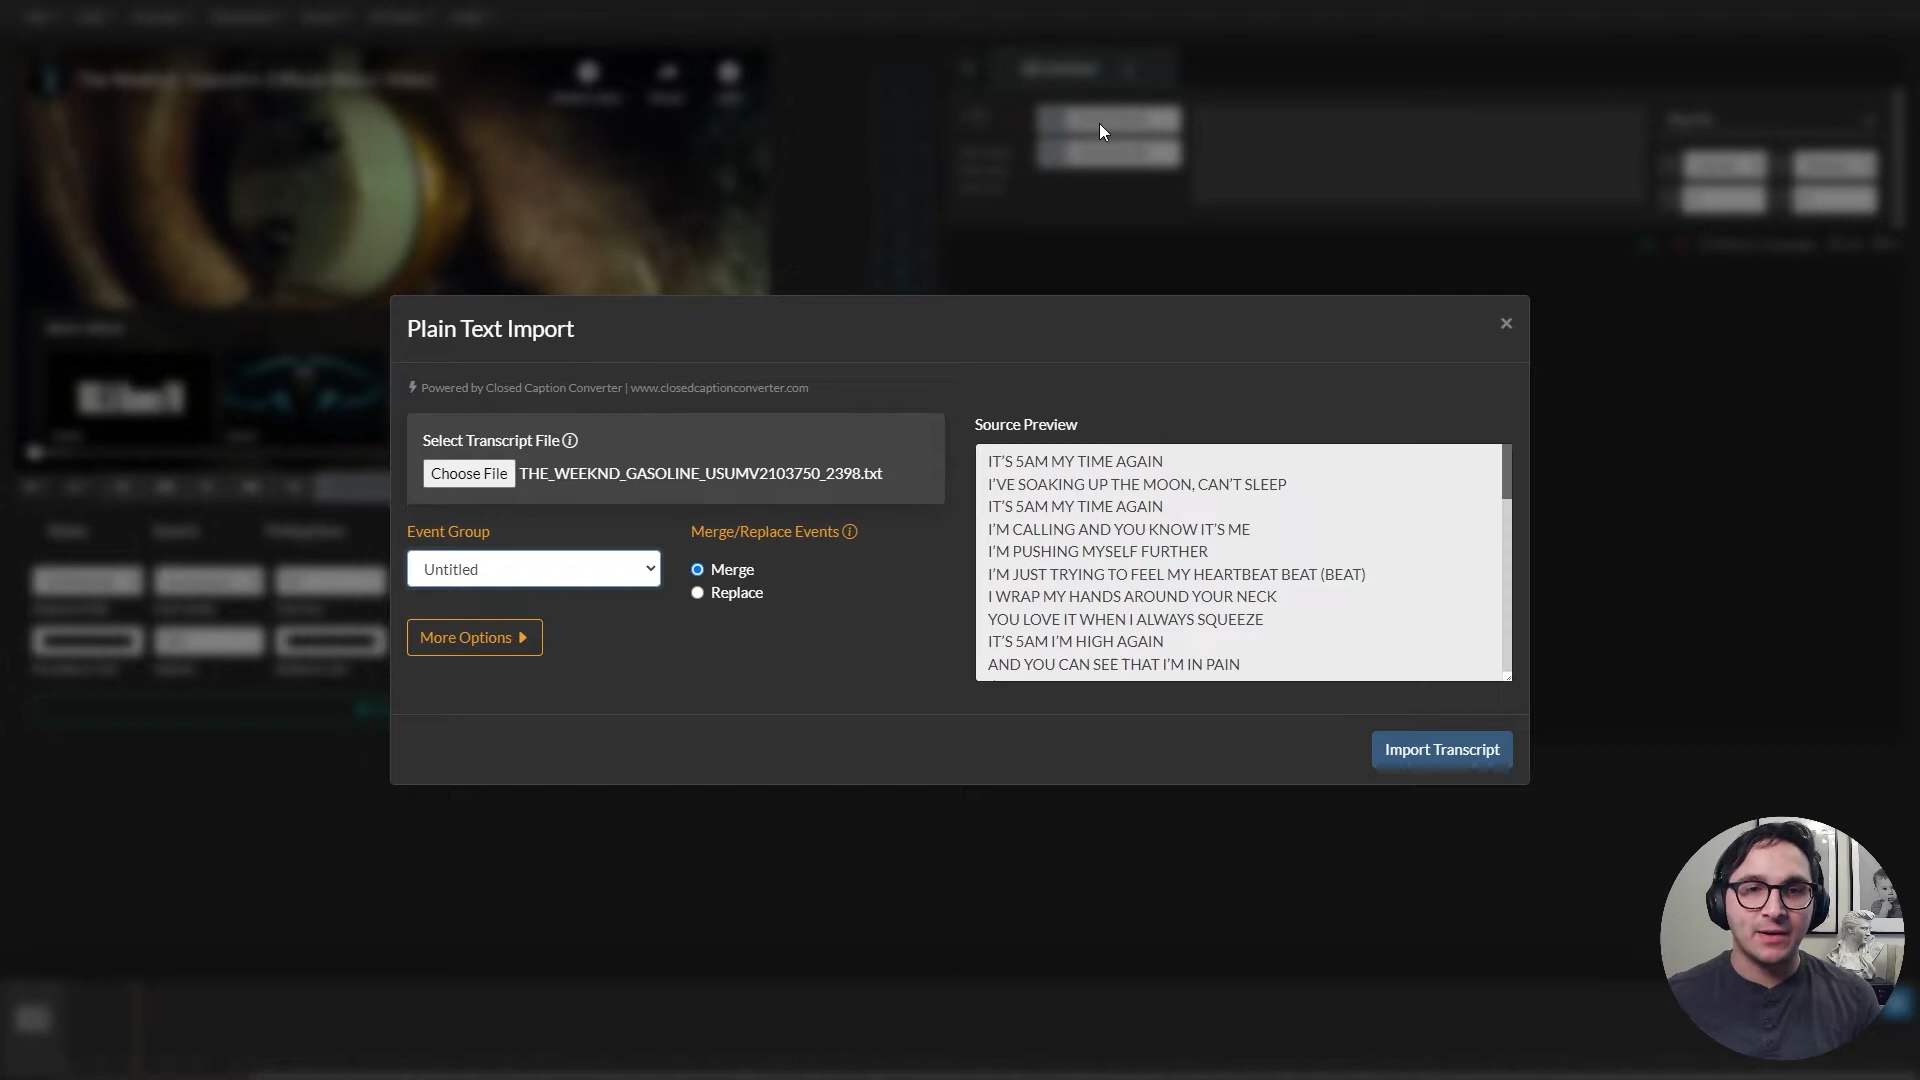 Plain Text Import
×
Powered by Closed Caption Converter | www.closedcaptionconverter.com
Select Transcript File
Choose File THE_WEEKND_GASOLINE_USUMV2103750_2398.txt
Event Group
Untitled
Merge/Replace Events
Merge
Replace
More Options
Source Preview
IT'S 5AM MY TIME AGAIN
I'VE SOAKING UP THE MOON, CAN'T SLEEP
IT'S 5AM MY TIME AGAIN
I'M CALLING AND YOU KNOW IT'S ME
I'M PUSHING MYSELF FURTHER
I'M JUST TRYING TO FEEL MY HEARTBEAT BEAT (BEAT)
I WRAP MY HANDS AROUND YOUR NECK
YOU LOVE IT WHEN I ALWAYS SQUEEZE
IT'S 5AM I'M HIGH AGAIN
AND YOU CAN SEE THAT I'M IN PAIN
Import Transcript